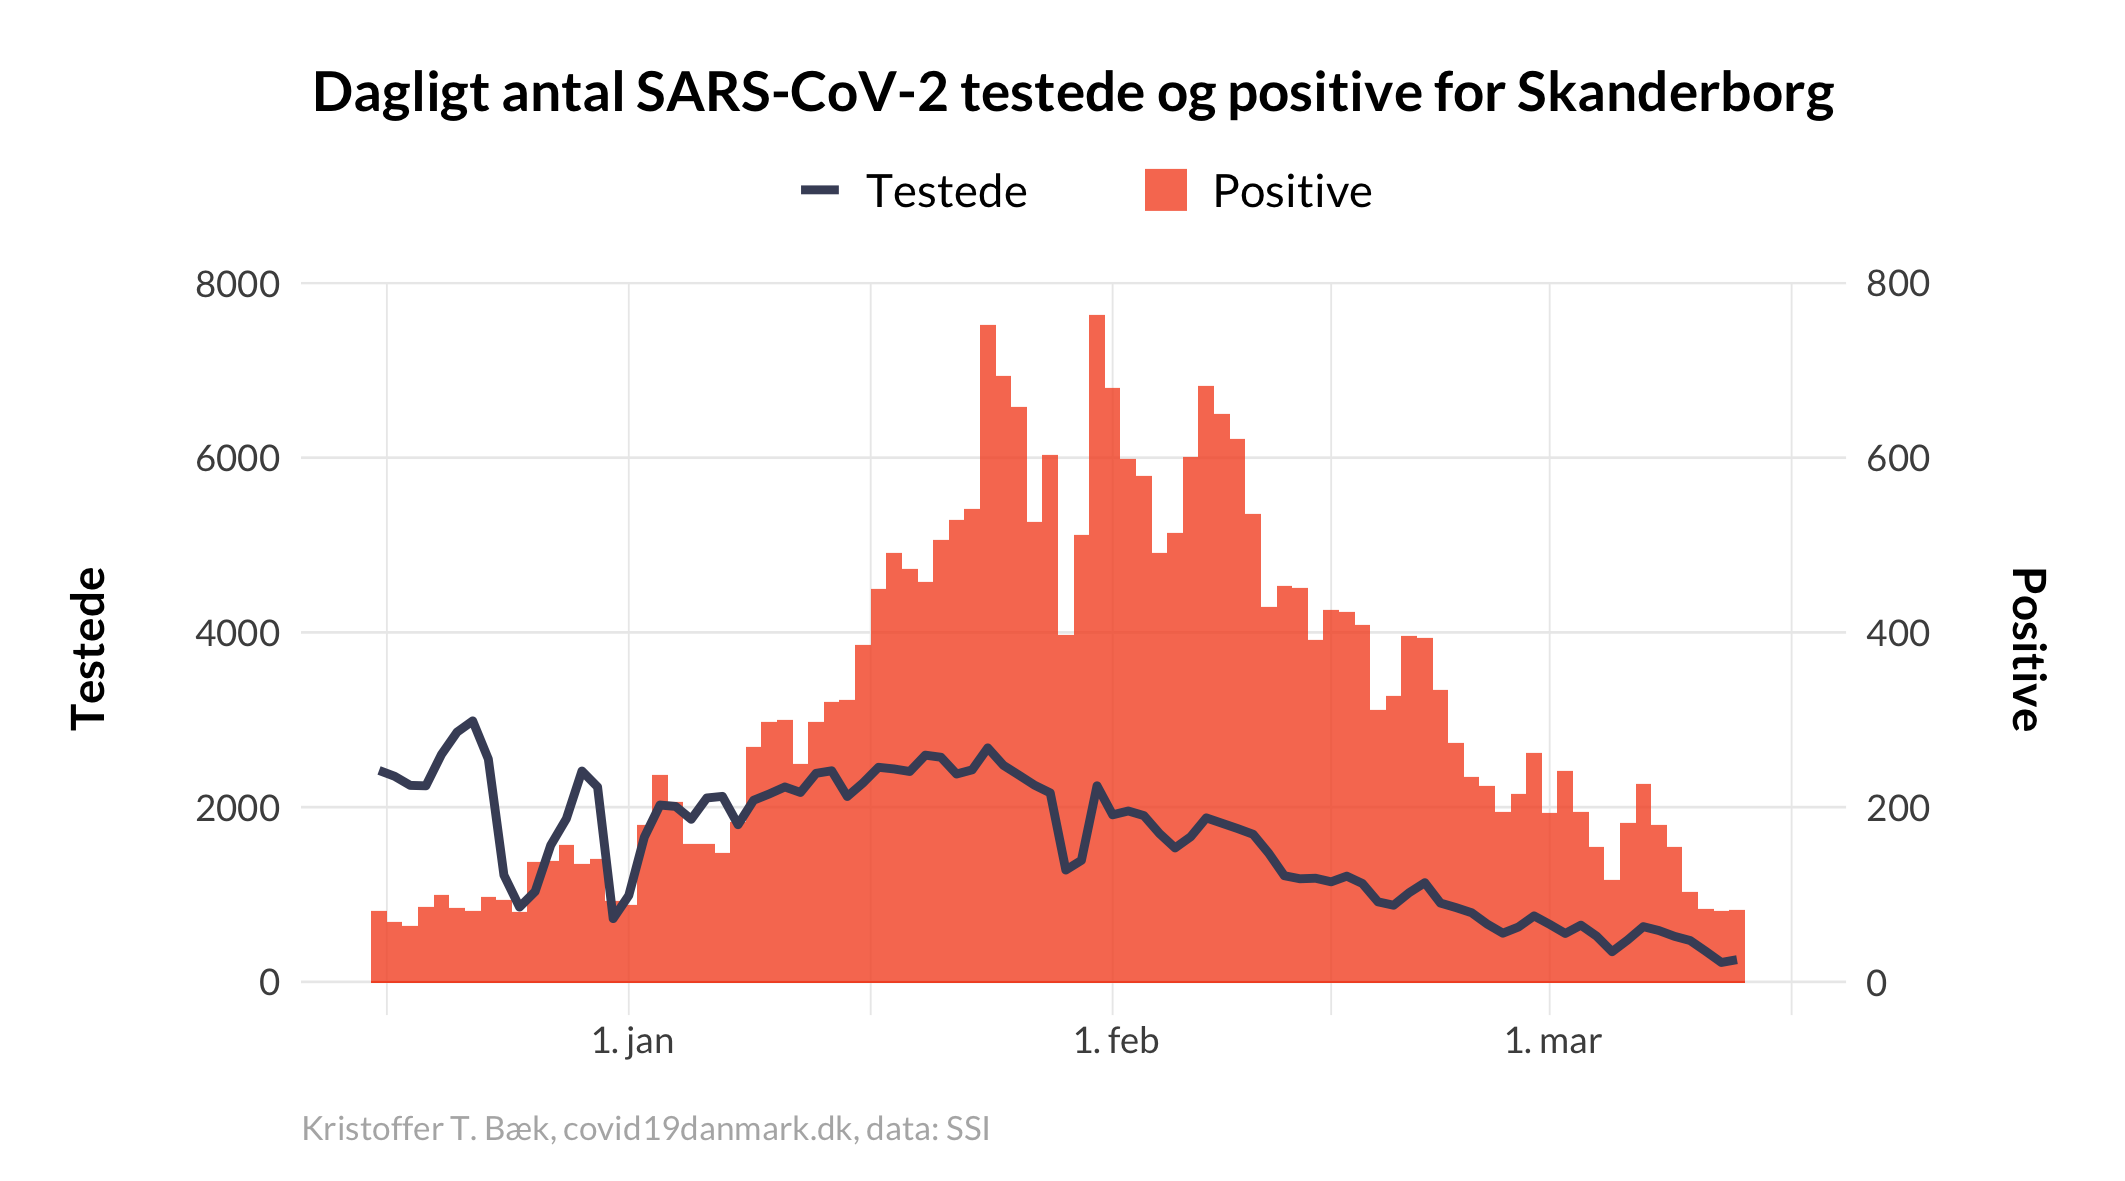 Dagligt antal SARS-CoV-2 testede og positive for Skanderborg
Testede
Positive
8000
6000
4000
2000
0
800
600
400
200
0
Testede
Positive
1. jan
1. feb
1. mar
Kristoffer T. Bæk, covid19danmark.dk, data: SSI